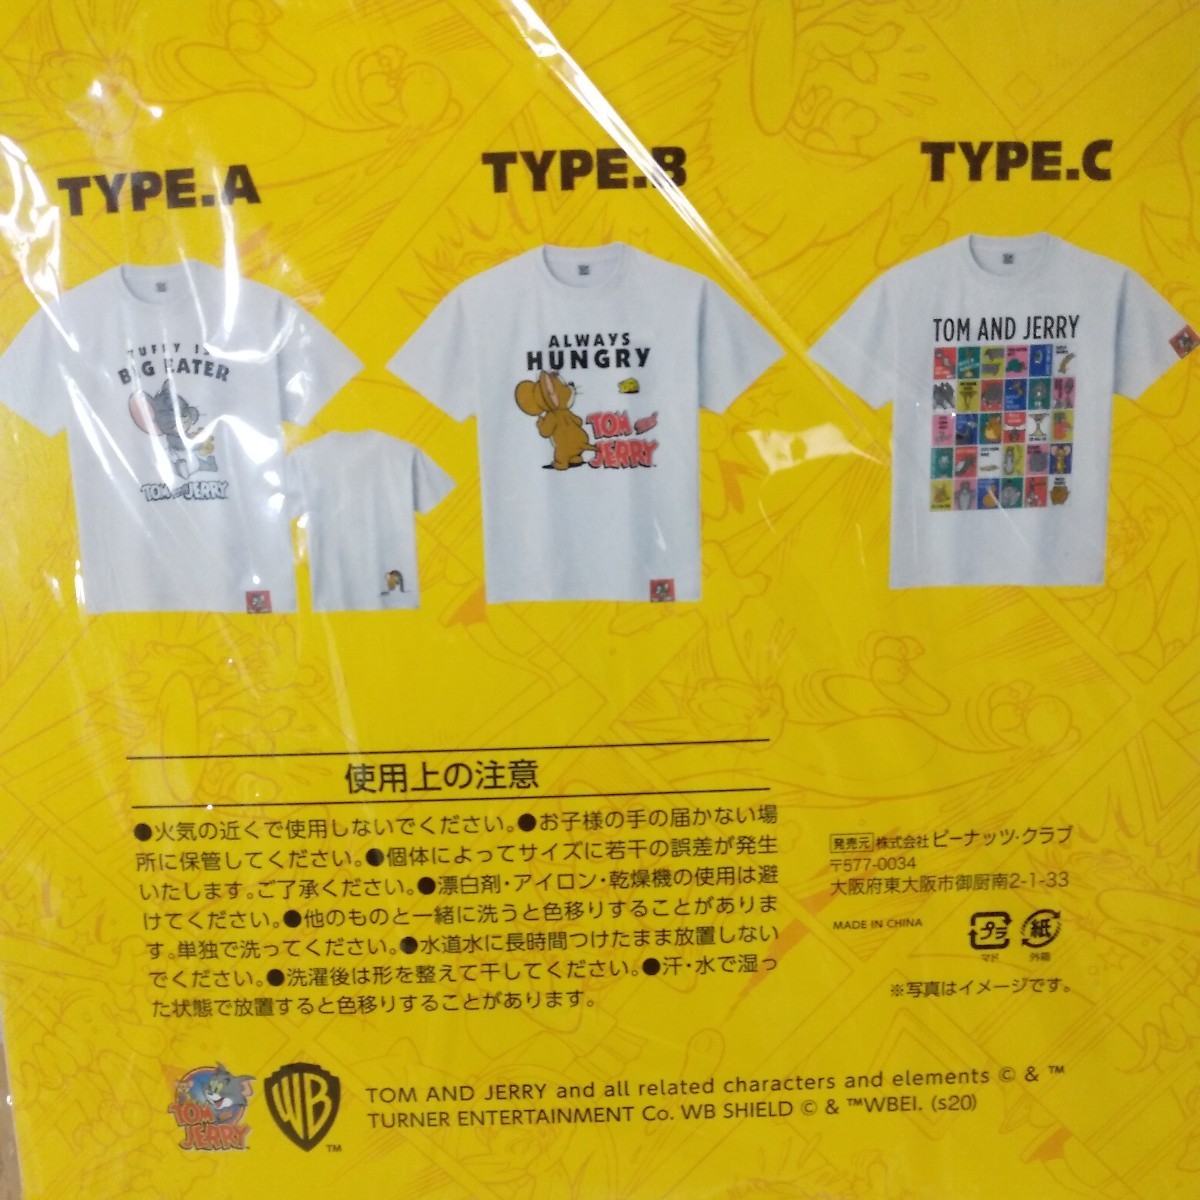 TYPE.A
TYPE.B
TYPE.C
TUFFY IS
BIG EATER
TOM AND JERRY
ALWAYS
HUNGRY
TOM AND
JERRY
TOM AND JERRY
使用上の注意
●火気の近くで使用しないでください。●お子様の手の届かない場
所に保管してください。●個体によってサイズに若干の誤差が発生
いたします。ご了承ください。●漂白剤・アイロン・乾燥機の使用は避
けてください。●他のものと一緒に洗うと色移りすることがありま
す。単独で洗ってください。●水道水に長時間つけたまま放置しない
でください。●洗濯後は形を整えて干してください。●汗・水で湿っ
た状態で放置すると色移りすることがあります。
発売元 株式会社ピーナッツ・クラブ
〒577-0034
大阪府東大阪市御厨南2-1-33
MADE IN CHINA
プラ 紙
マド 外箱
※写真はイメージです。
TOM AND JERRY
WB TM
TOM AND JERRY and all related characters and elements © & ™
TURNER ENTERTAINMENT Co. WB SHIELD © & ™WBEI. (s20)